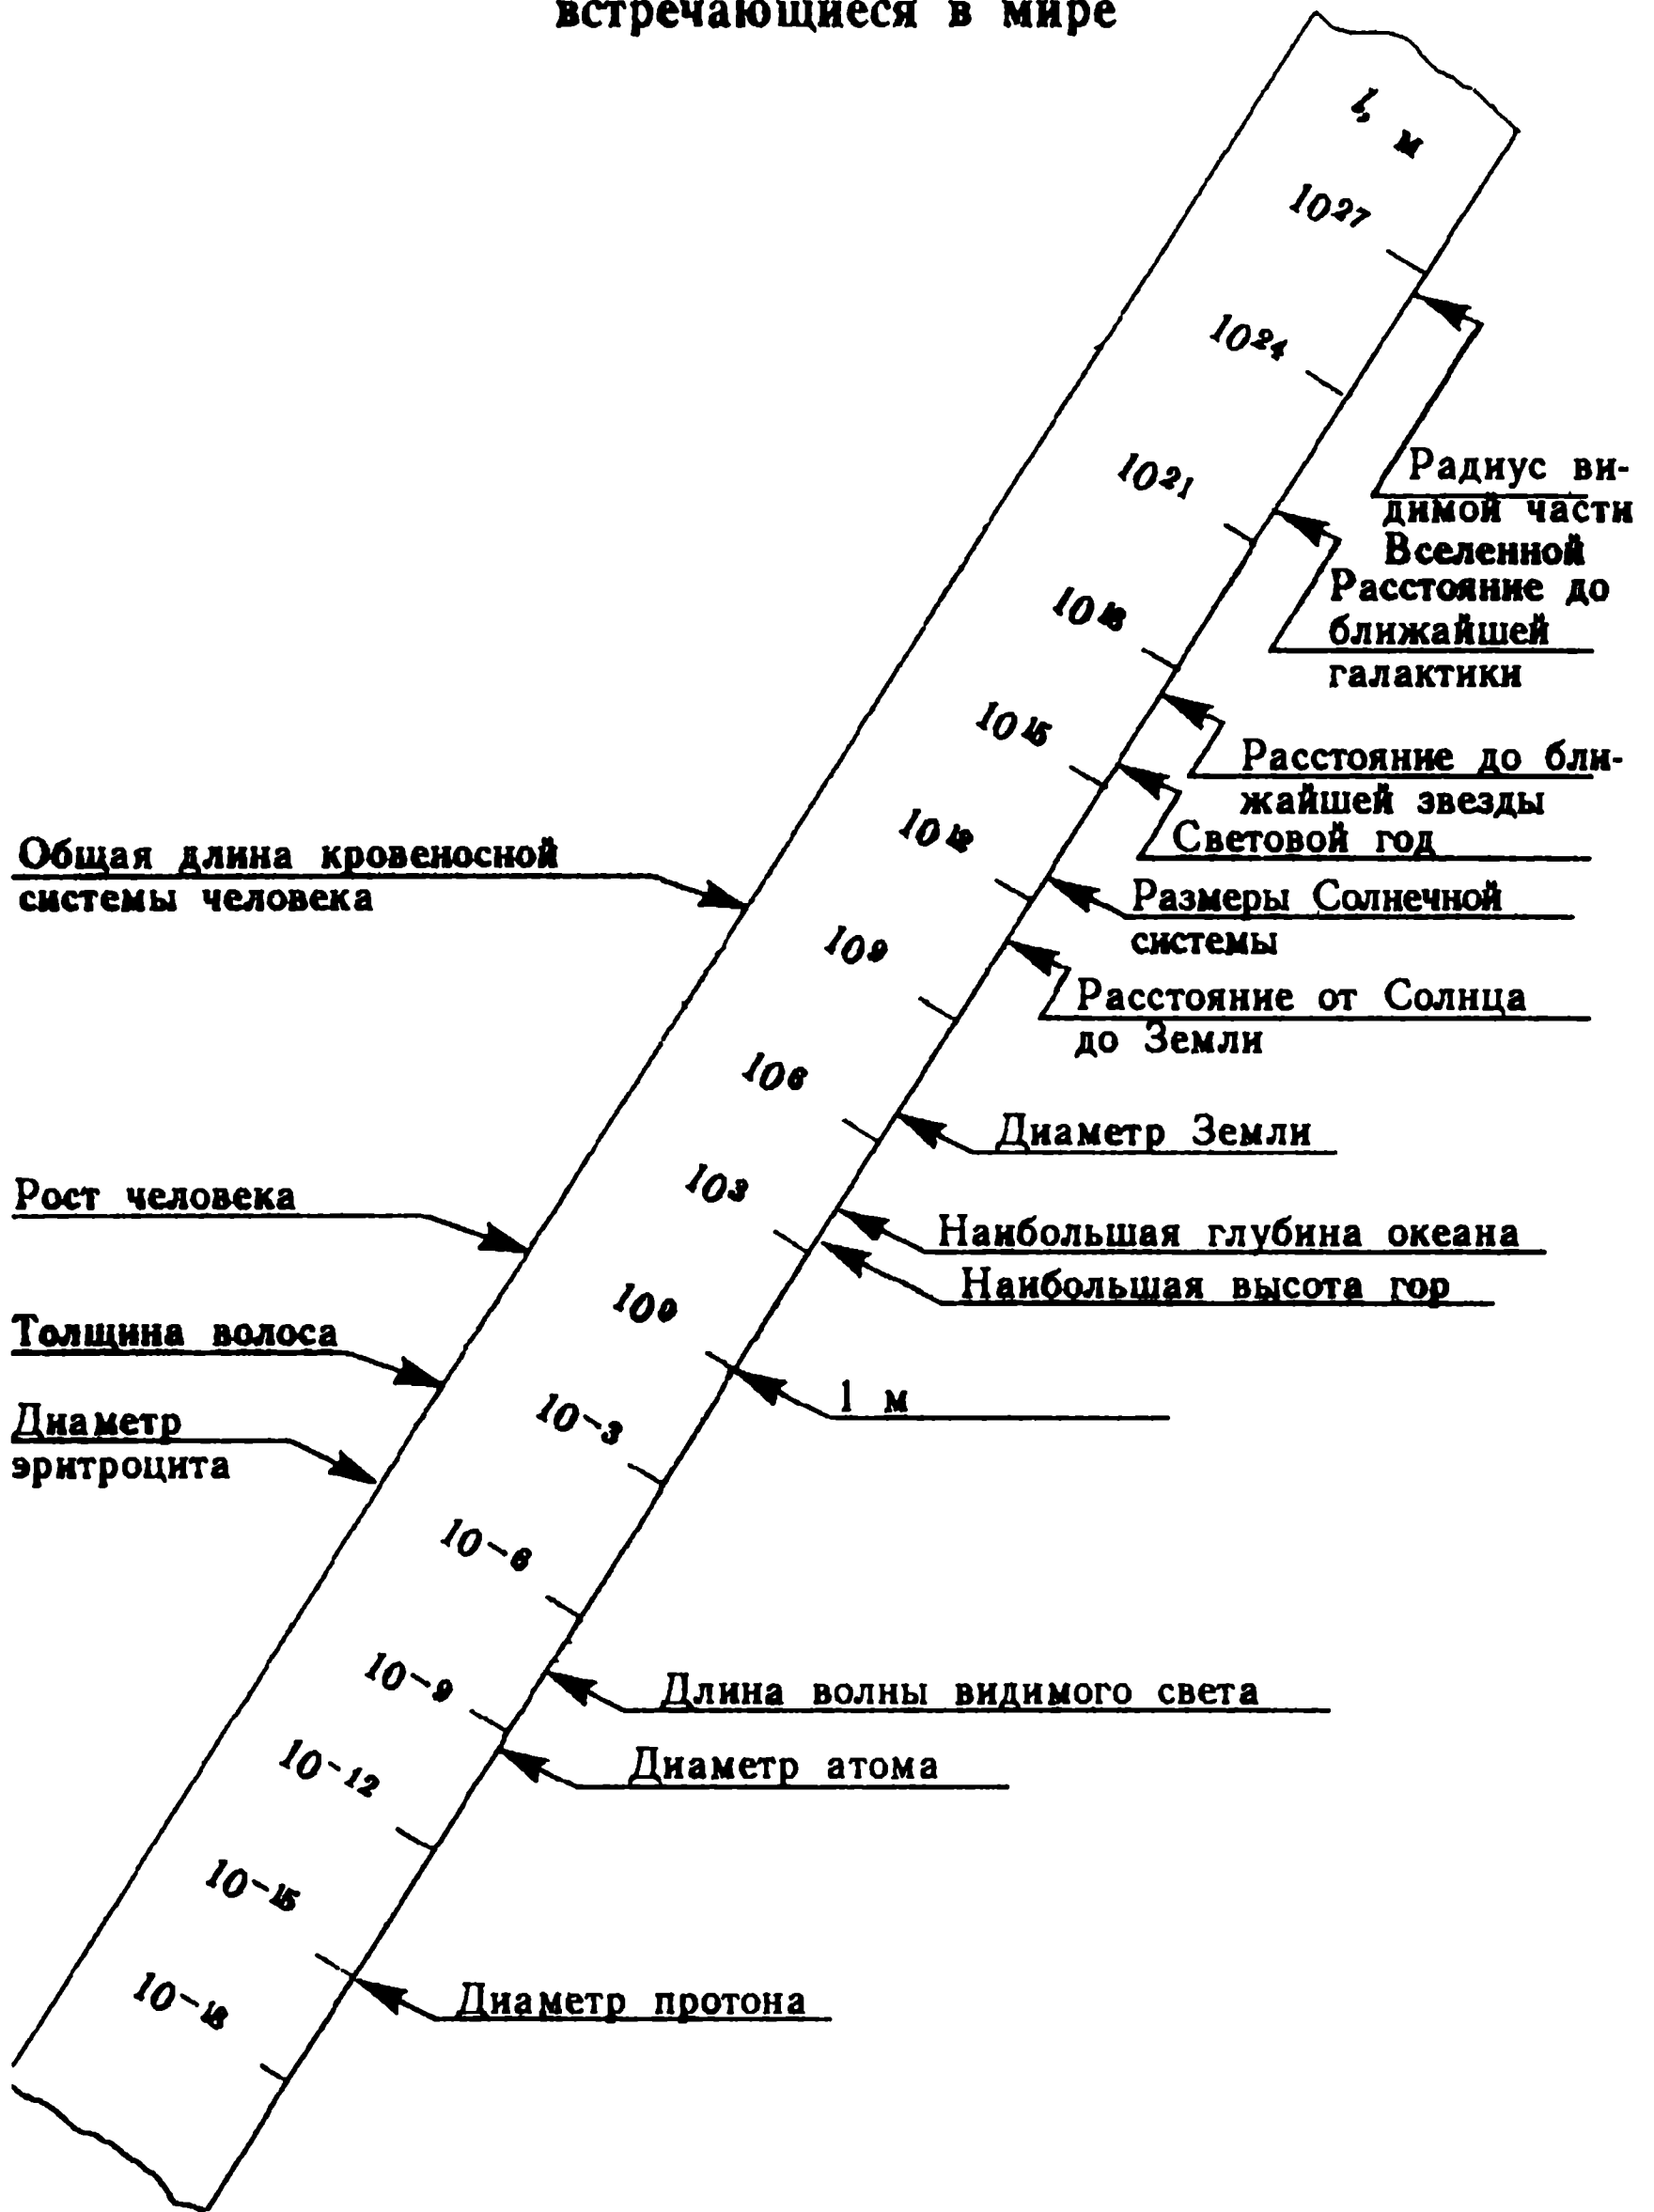 встречающиеся в мире
l, м
10²⁷
10²⁴
10²¹
10¹⁸
10¹⁵
10¹²
10⁹
10⁶
10³
10⁰
10⁻³
10⁻⁶
10⁻⁹
10⁻¹²
10⁻¹⁵
10⁻¹⁸
Общая длина кровеносной
системы человека
Рост человека
Толщина волоса
Диаметр
эритроцита
Радиус ви-
димой части
Вселенной
Расстояние до
ближайшей
галактики
Расстояние до бли-
жайшей звезды
Световой год
Размеры Солнечной
системы
Расстояние от Солнца
до Земли
Диаметр Земли
Наибольшая глубина океана
Наибольшая высота гор
1 м
Длина волны видимого света
Диаметр атома
Диаметр протона